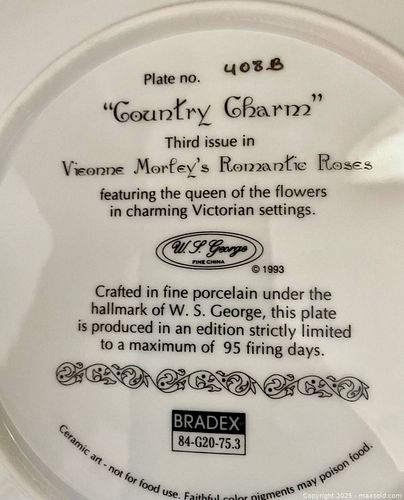 Plate no. 408B
"Country Charm"
Third issue in
Vieonne Morley's Romantic Roses
featuring the queen of the flowers
in charming Victorian settings.
W.S. George
FINE CHINA
© 1993
Crafted in fine porcelain under the
hallmark of W. S. George, this plate
is produced in an edition strictly limited
to a maximum of 95 firing days.
BRADEX
84-G20-75.3
Ceramic art - not for food use. Faithful color pigments may poison food.
Copyright 2025 - maxsold.com